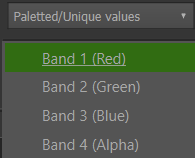 Paletted/Unique values
Band 1 (Red)
Band 2 (Green)
Band 3 (Blue)
Band 4 (Alpha)